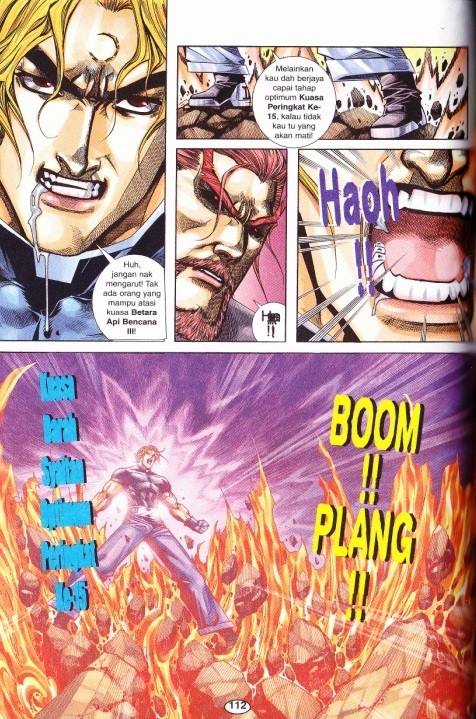 Huh,
jangan nak
mengarut! Tak
ada orang yang
mampu atasi
kuasa Betara
Api Bencana
III!
Melainkan
kau dah berjaya
capai tahap
optimum Kuasa
Peringkat Ke-
15, kalau tidak
kau tu yang
akan mati!
Haa
!!
Haoh
!!
Kuasa
Darah
Syaitan
Optimum
Peringkat
Ke-15
BOOM
!!
PLANG
!!
112